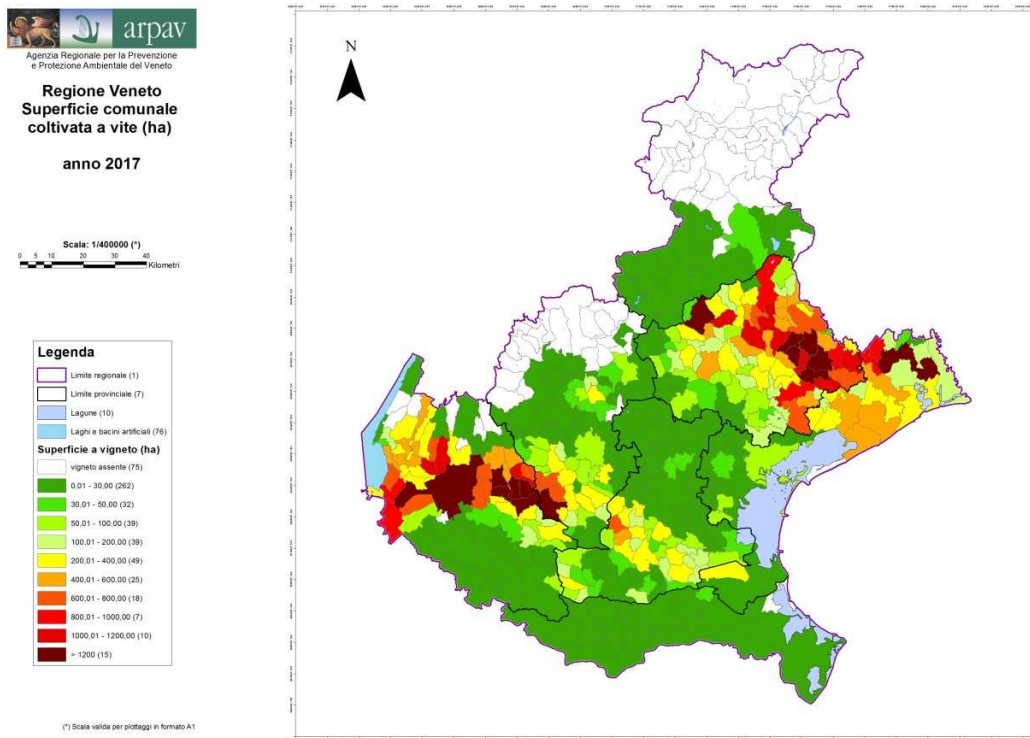 arpav
Agenzia Regionale per la Prevenzione
e Protezione Ambientale del Veneto
Regione Veneto
Superficie comunale
coltivata a vite (ha)
anno 2017
Scala: 1/400000 (*)
0 5 10 20 30 40
Kilometri
Legenda
Limite regionale (1)
Limite provinciale (7)
Lagune (10)
Laghi e bacini artificiali (76)
Superficie a vigneto (ha)
vigneto assente (75)
0,01 - 30,00 (262)
30,01 - 50,00 (32)
50,01 - 100,00 (39)
100,01 - 200,00 (39)
200,01 - 400,00 (49)
400,01 - 600,00 (25)
600,01 - 800,00 (18)
800,01 - 1000,00 (7)
1000,01 - 1200,00 (10)
> 1200 (15)
(*) Scala valida per plottaggi in formato A1
N